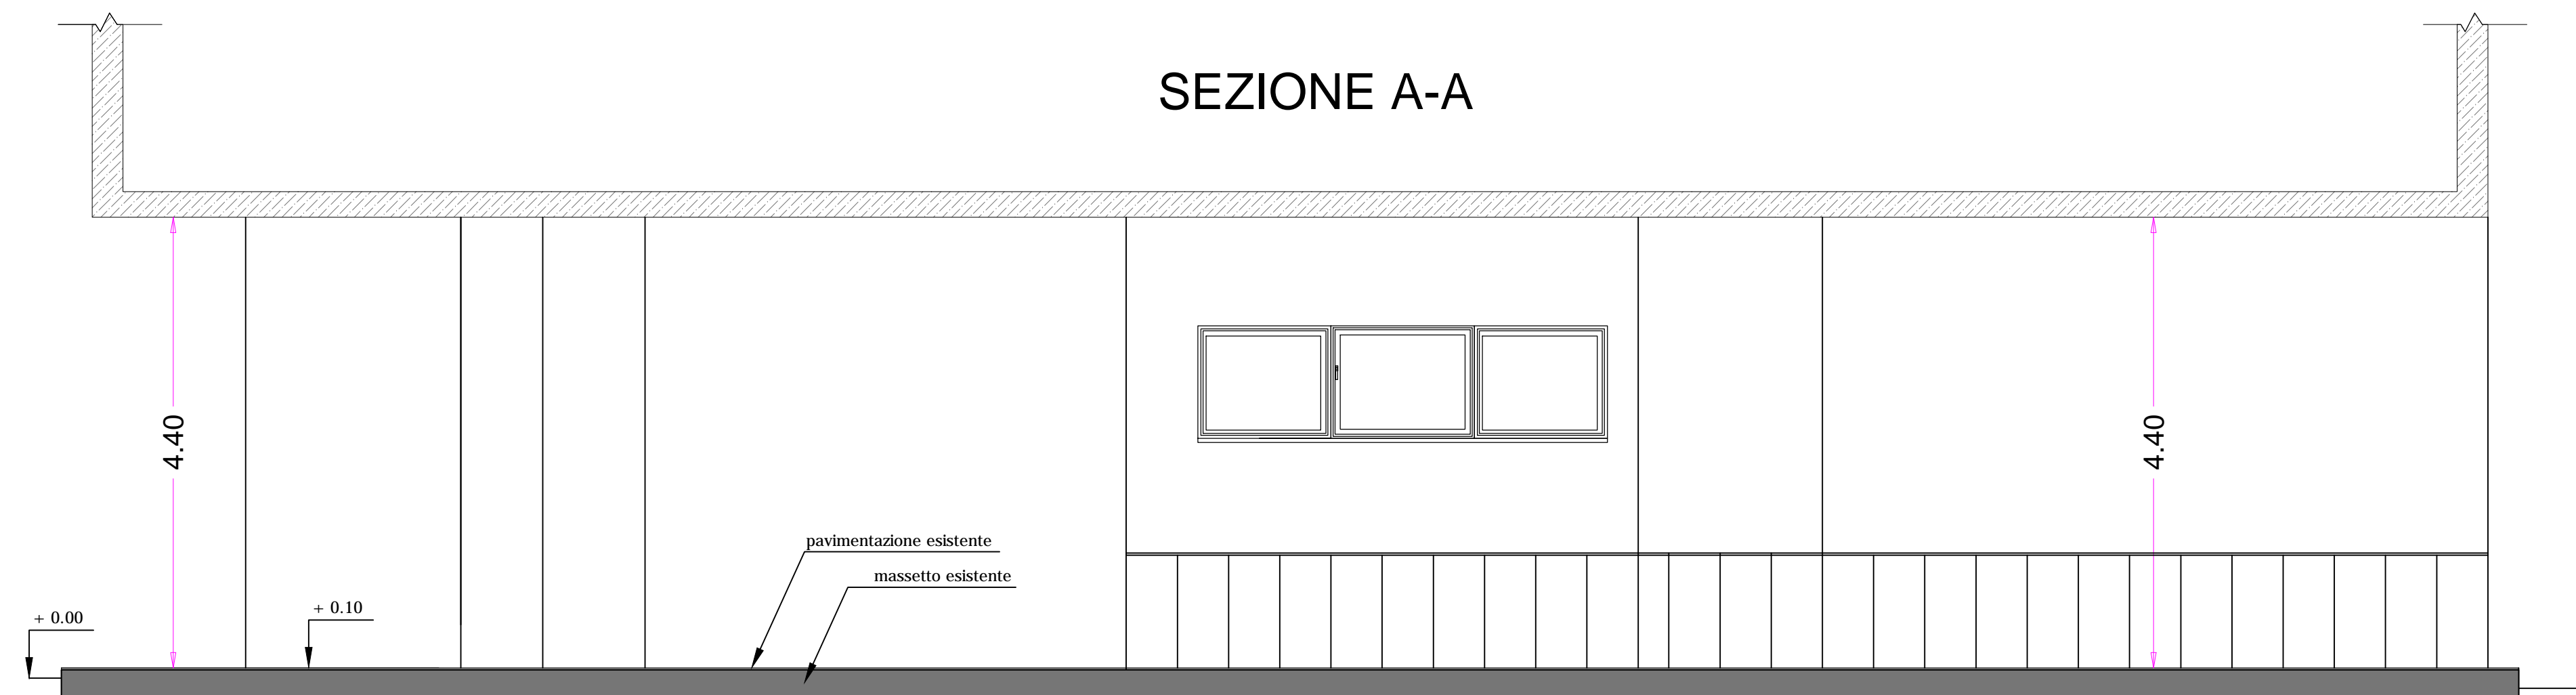 SEZIONE A-A
4.40
4.40
pavimentazione esistente
massetto esistente
+ 0.10
+ 0.00